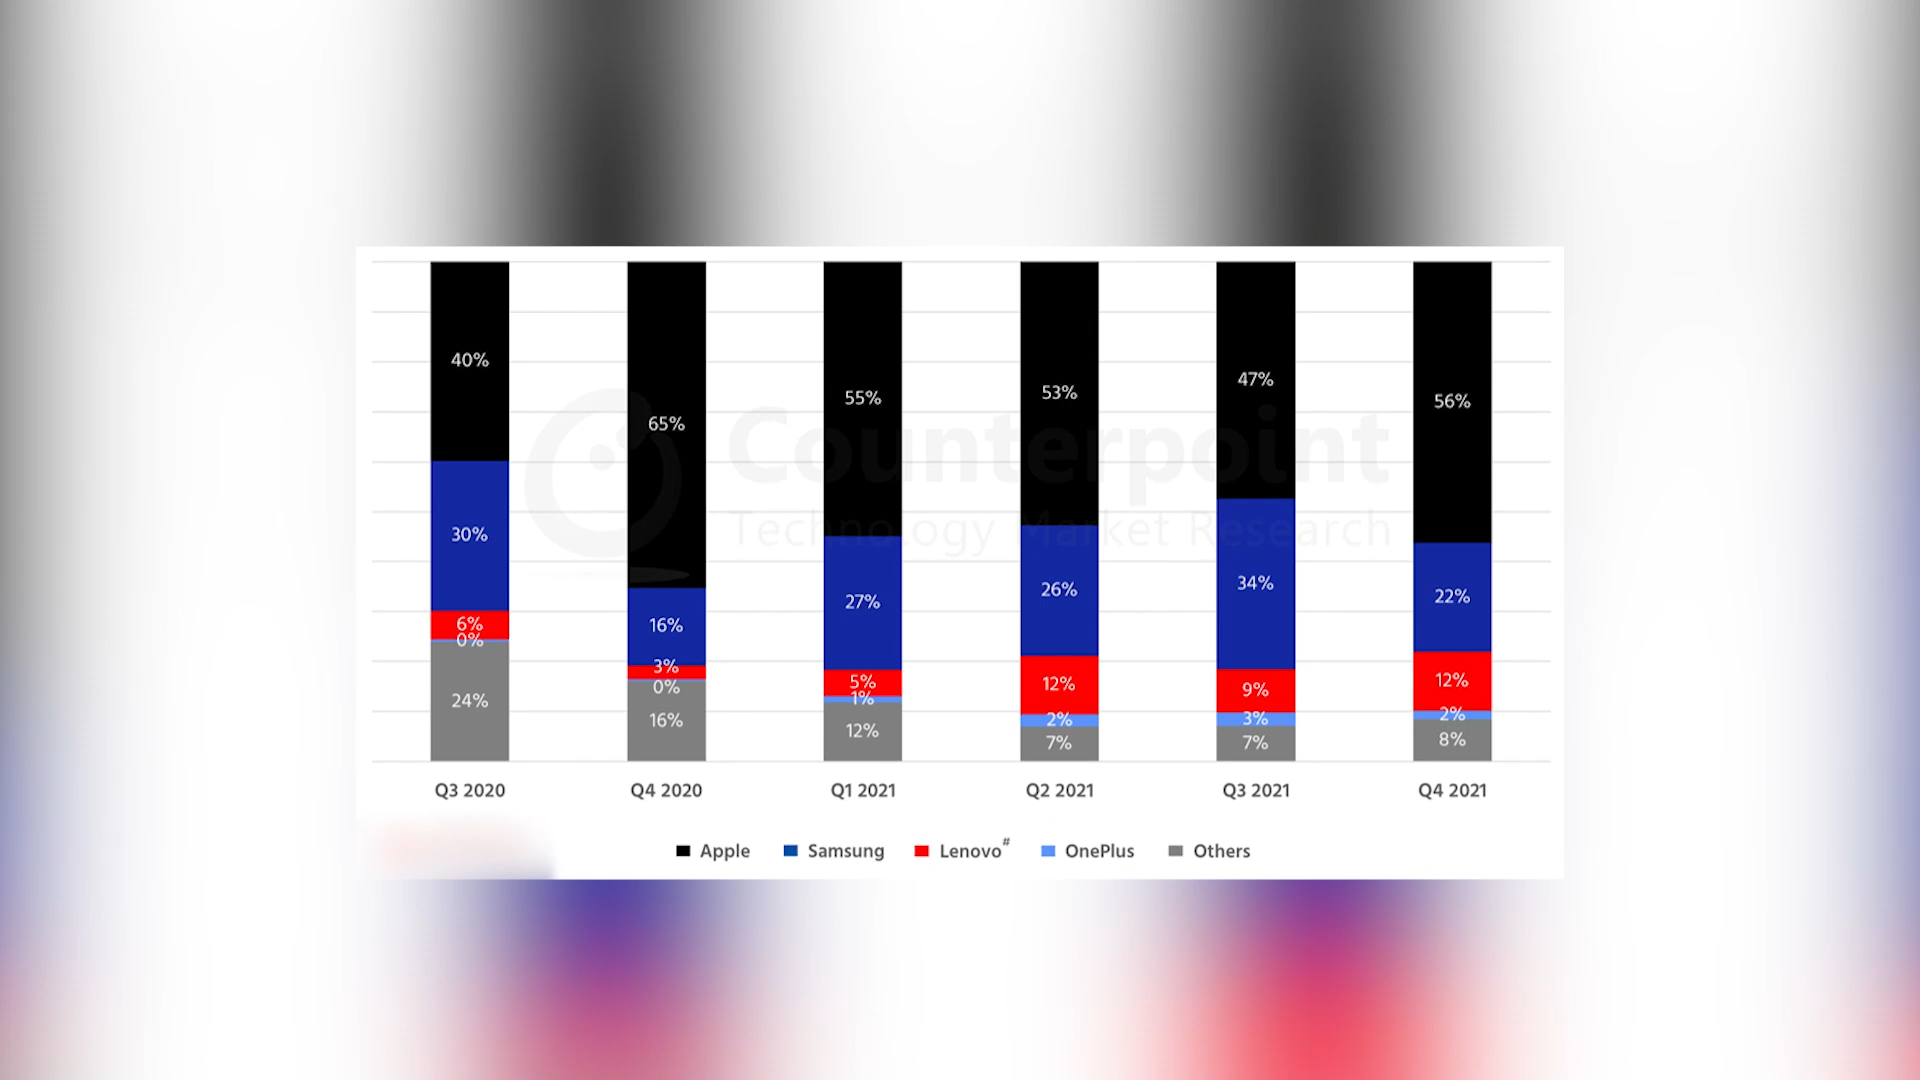 40% 65% 55% 53% 47% 56%
30% 16% 27% 26% 34% 22%
6% 3% 5% 12% 9% 12%
0% 0% 1% 2% 3% 2%
24% 16% 12% 7% 7% 8%
Counterpoint
Technology Market Research
Q3 2020 Q4 2020 Q1 2021 Q2 2021 Q3 2021 Q4 2021
Apple Samsung Lenovo# OnePlus Others